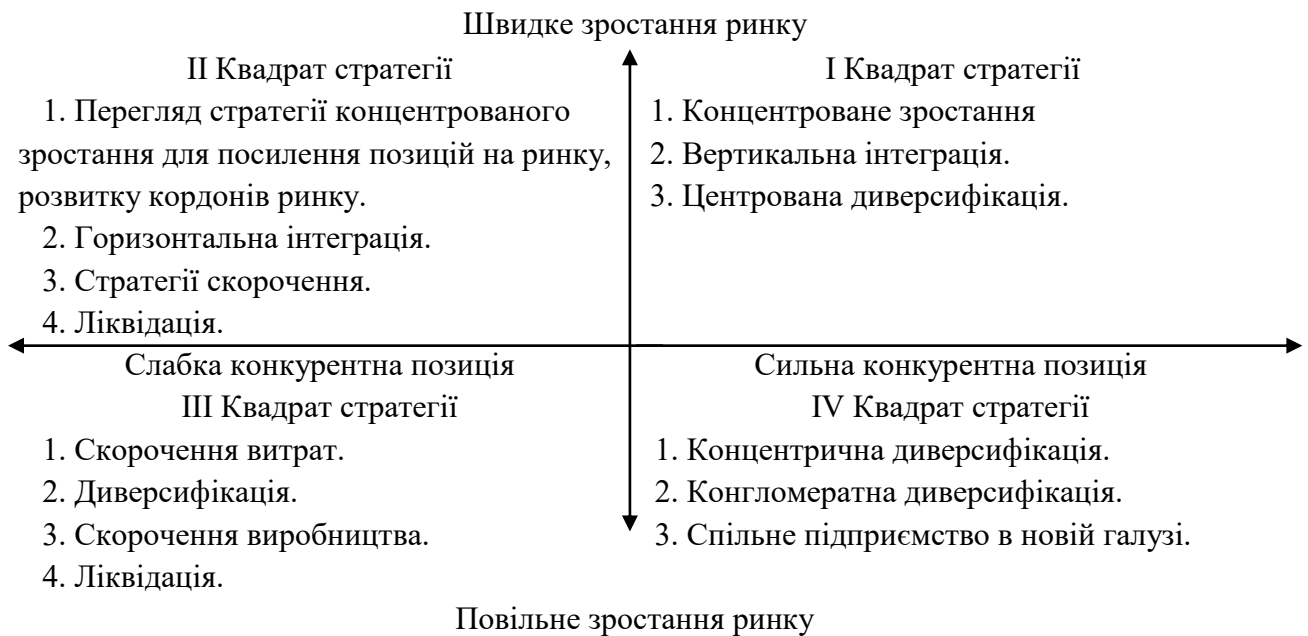 Швидке зростання ринку
II Квадрат стратегії
1. Перегляд стратегії концентрованого
зростання для посилення позицій на ринку,
розвитку кордонів ринку.
2. Горизонтальна інтеграція.
3. Стратегії скорочення.
4. Ліквідація.
I Квадрат стратегії
1. Концентроване зростання
2. Вертикальна інтеграція.
3. Центрована диверсифікація.
Слабка конкурентна позиція
III Квадрат стратегії
1. Скорочення витрат.
2. Диверсифікація.
3. Скорочення виробництва.
4. Ліквідація.
Сильна конкурентна позиція
IV Квадрат стратегії
1. Концентрична диверсифікація.
2. Конгломератна диверсифікація.
3. Спільне підприємство в новій галузі.
Повільне зростання ринку